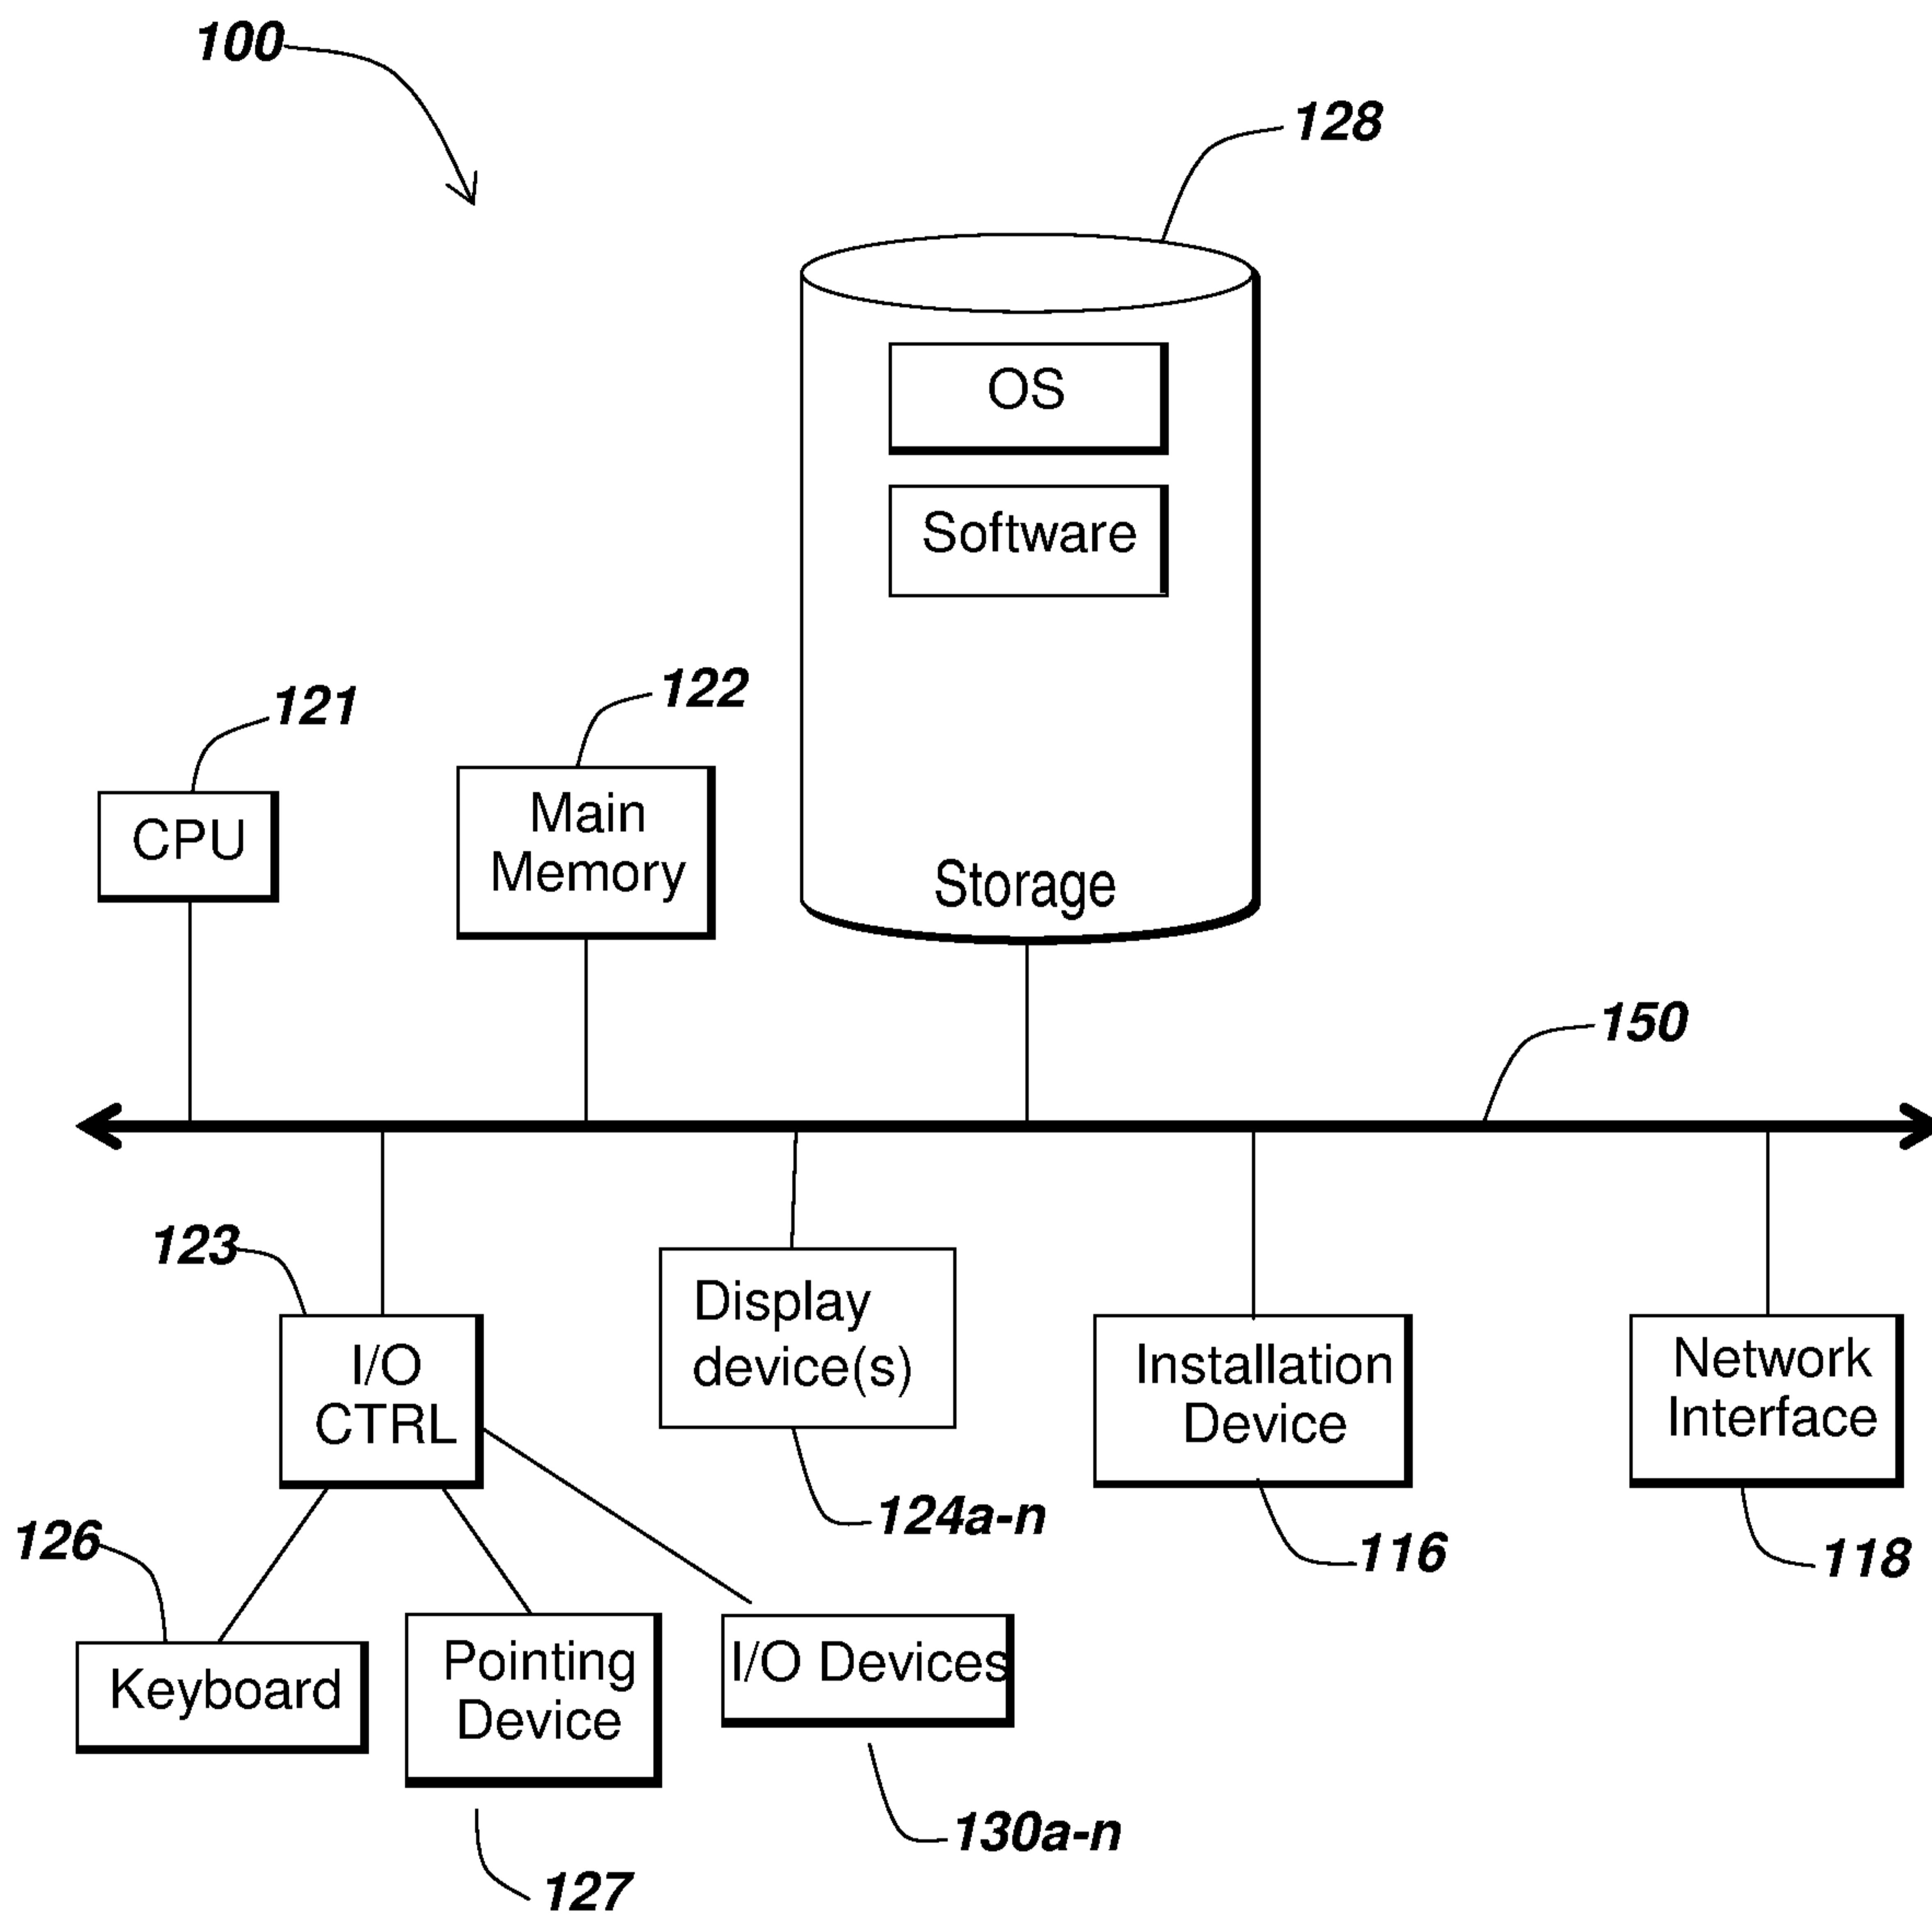 100
128
OS
Software
122
121
Main
Memory
CPU
Storage
150
123
Display
device(s)
I/O
CTRL
Installation
Device
Network
Interface
124a-n
126
116
118
Keyboard
Pointing
Device
I/O Devices
130a-n
127